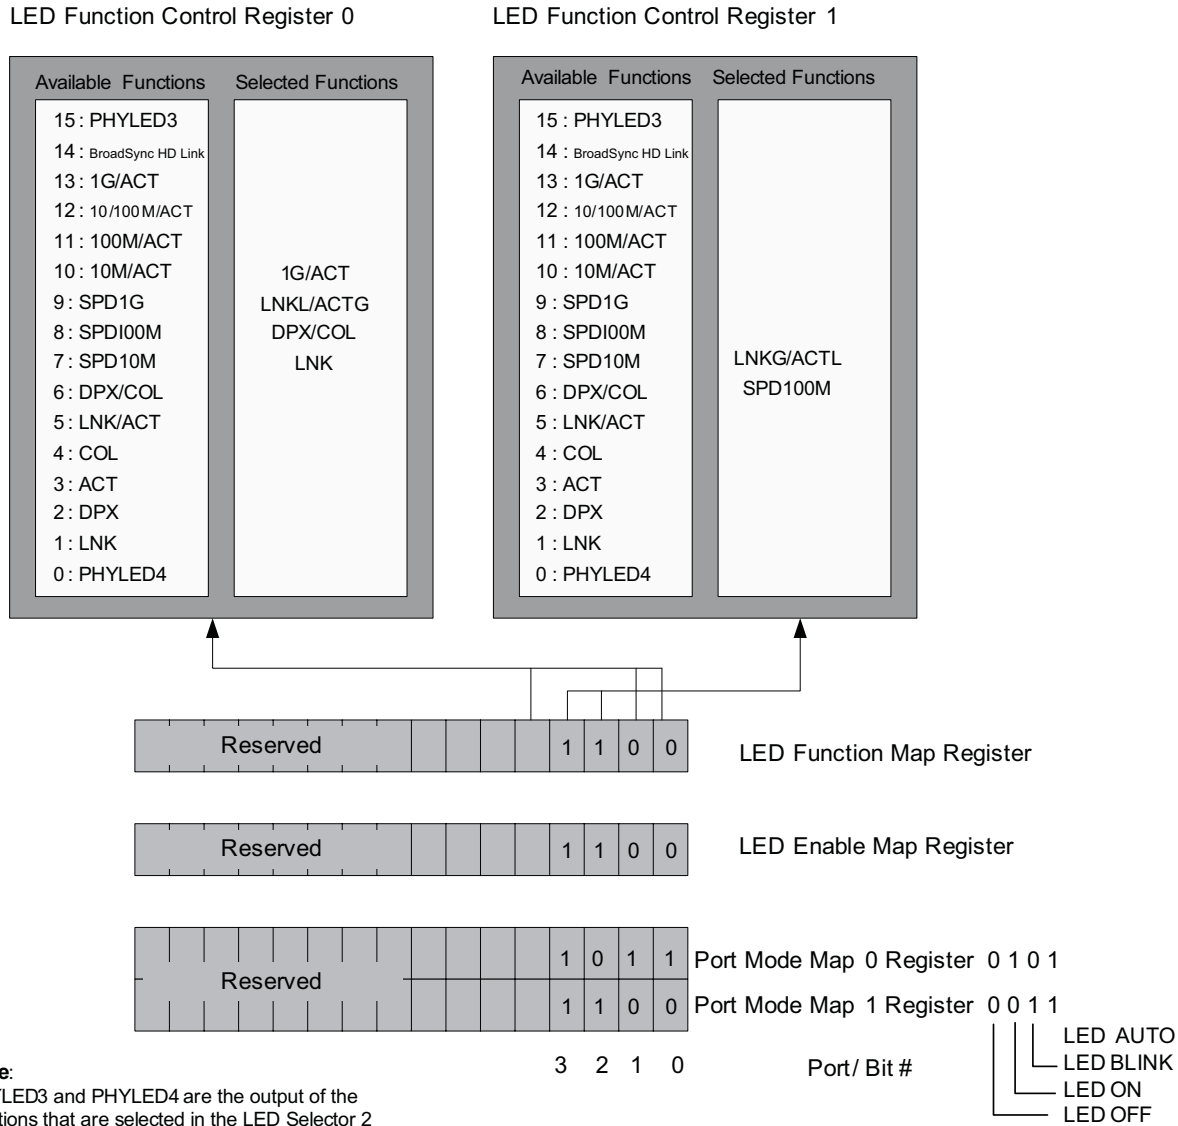 LED Function Control Register 0
LED Function Control Register 1
Available Functions
Selected Functions
15 : PHYLED3
14 : BroadSync HD Link
13 : 1G/ACT
12 : 10/100M/ACT
11 : 100M/ACT
10 : 10M/ACT
9 : SPD1G
8 : SPDI00M
7 : SPD10M
6 : DPX/COL
5 : LNK/ACT
4 : COL
3 : ACT
2 : DPX
1 : LNK
0 : PHYLED4
1G/ACT
LNKL/ACTG
DPX/COL
LNK
Available Functions
Selected Functions
15 : PHYLED3
14 : BroadSync HD Link
13 : 1G/ACT
12 : 10/100M/ACT
11 : 100M/ACT
10 : 10M/ACT
9 : SPD1G
8 : SPDI00M
7 : SPD10M
6 : DPX/COL
5 : LNK/ACT
4 : COL
3 : ACT
2 : DPX
1 : LNK
0 : PHYLED4
LNKG/ACTL
SPD100M
Reserved 1 1 0 0 LED Function Map Register
Reserved 1 1 0 0 LED Enable Map Register
Reserved
1 0 1 1 Port Mode Map 0 Register 0 1 0 1
1 1 0 0 Port Mode Map 1 Register 0 0 1 1
3 2 1 0 Port/ Bit #
LED AUTO
LED BLINK
LED ON
LED OFF
e:
LED3 and PHYLED4 are the output of the
tions that are selected in the LED Selector 2